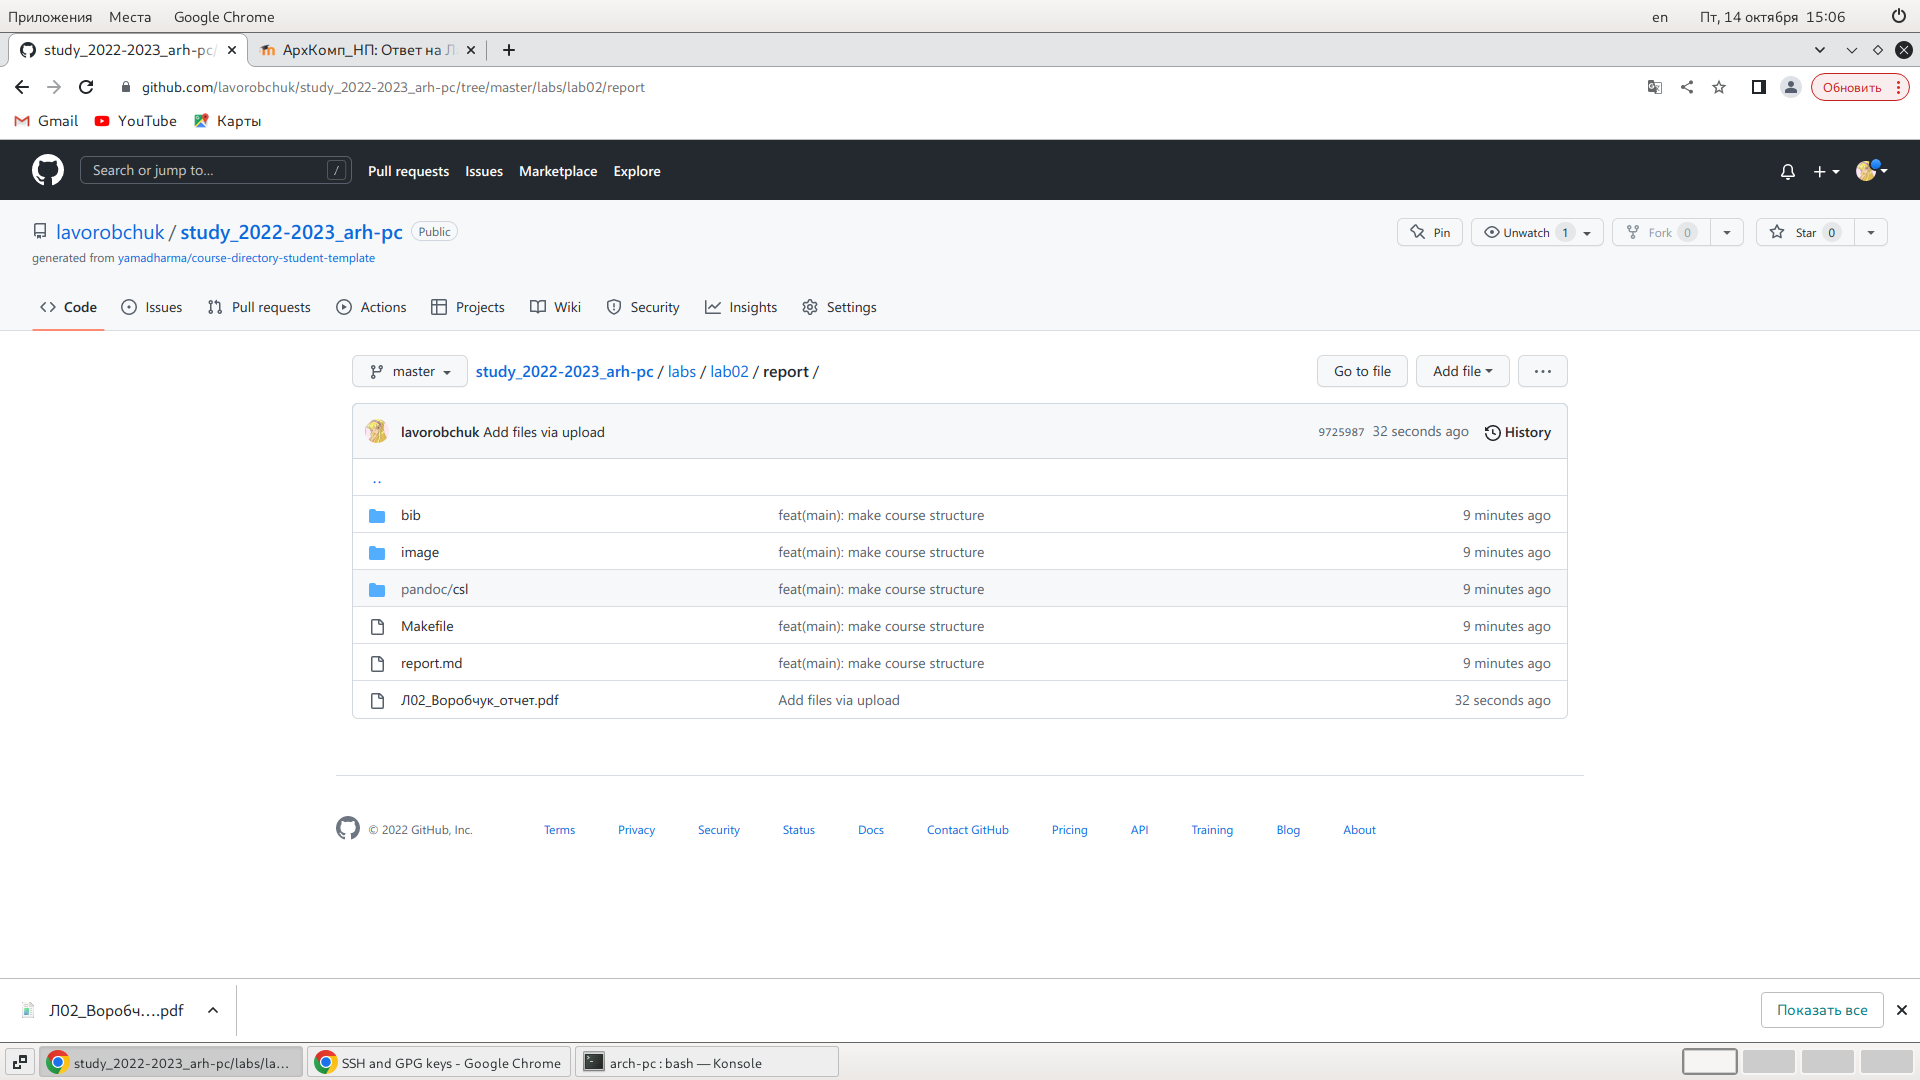 Приложения Места Google Chrome en Пт, 14 октября 15:06
study_2022-2023_arh-pc/ АрхКомп_НП: Ответ на Л
github.com/lavorobchuk/study_2022-2023_arh-pc/tree/master/labs/lab02/report Обновить
Gmail YouTube Карты
Search or jump to... / Pull requests Issues Marketplace Explore
lavorobchuk / study_2022-2023_arh-pc Public Pin Unwatch 1 Fork 0 Star 0
generated from yamadharma/course-directory-student-template
Code Issues Pull requests Actions Projects Wiki Security Insights Settings
master study_2022-2023_arh-pc / labs / lab02 / report / Go to file Add file ...
lavorobchuk Add files via upload 9725987 32 seconds ago History
..
bib feat(main): make course structure 9 minutes ago
image feat(main): make course structure 9 minutes ago
pandoc/csl feat(main): make course structure 9 minutes ago
Makefile feat(main): make course structure 9 minutes ago
report.md feat(main): make course structure 9 minutes ago
Л02_Воробчук_отчет.pdf Add files via upload 32 seconds ago
© 2022 GitHub, Inc. Terms Privacy Security Status Docs Contact GitHub Pricing API Training Blog About
Л02_Воробч....pdf Показать все
study_2022-2023_arh-pc/labs/la... SSH and GPG keys - Google Chrome arch-pc : bash — Konsole